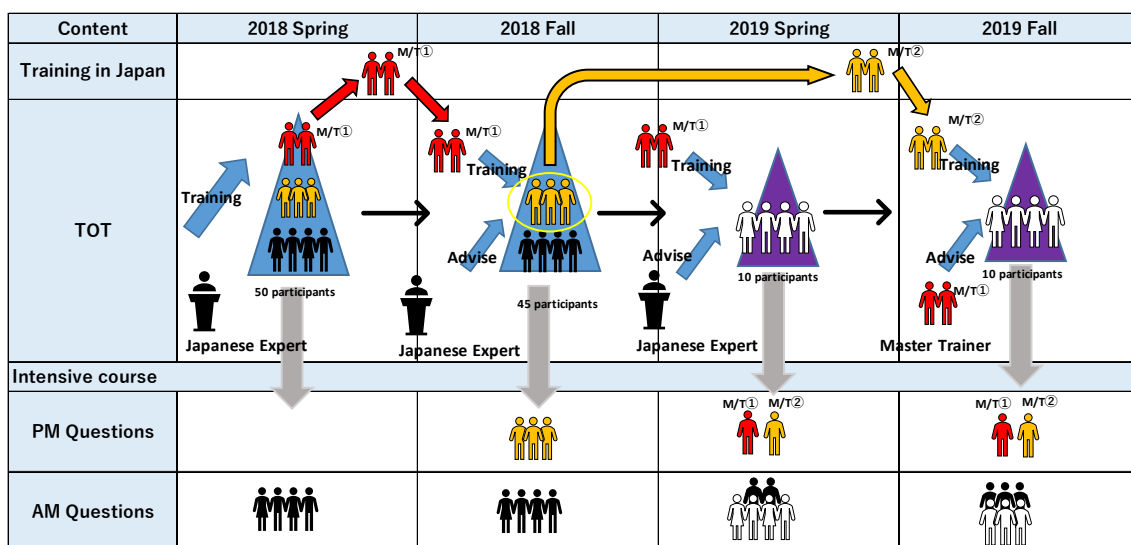 Content
2018 Spring
2018 Fall
2019 Spring
2019 Fall
Training in Japan
M/T①
M/T②
TOT
M/T①
Training
50 participants
Japanese Expert
M/T①
Training
Advise
45 participants
Japanese Expert
M/T①
Training
Advise
10 participants
Japanese Expert
M/T②
Training
Advise
M/T①
10 participants
Master Trainer
Intensive course
PM Questions
M/T①
M/T②
M/T①
M/T②
AM Questions